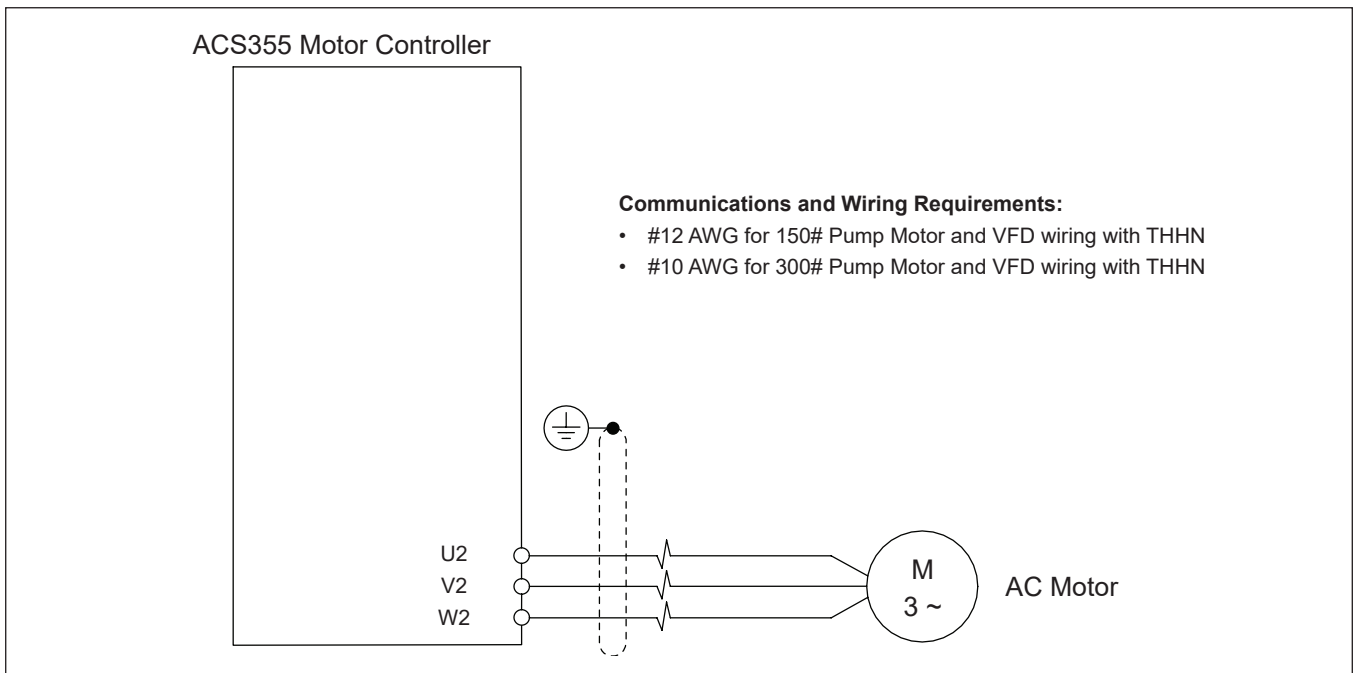 ACS355 Motor Controller
Communications and Wiring Requirements:
• #12 AWG for 150# Pump Motor and VFD wiring with THHN
• #10 AWG for 300# Pump Motor and VFD wiring with THHN
U2
V2
W2
M
3 ~
AC Motor